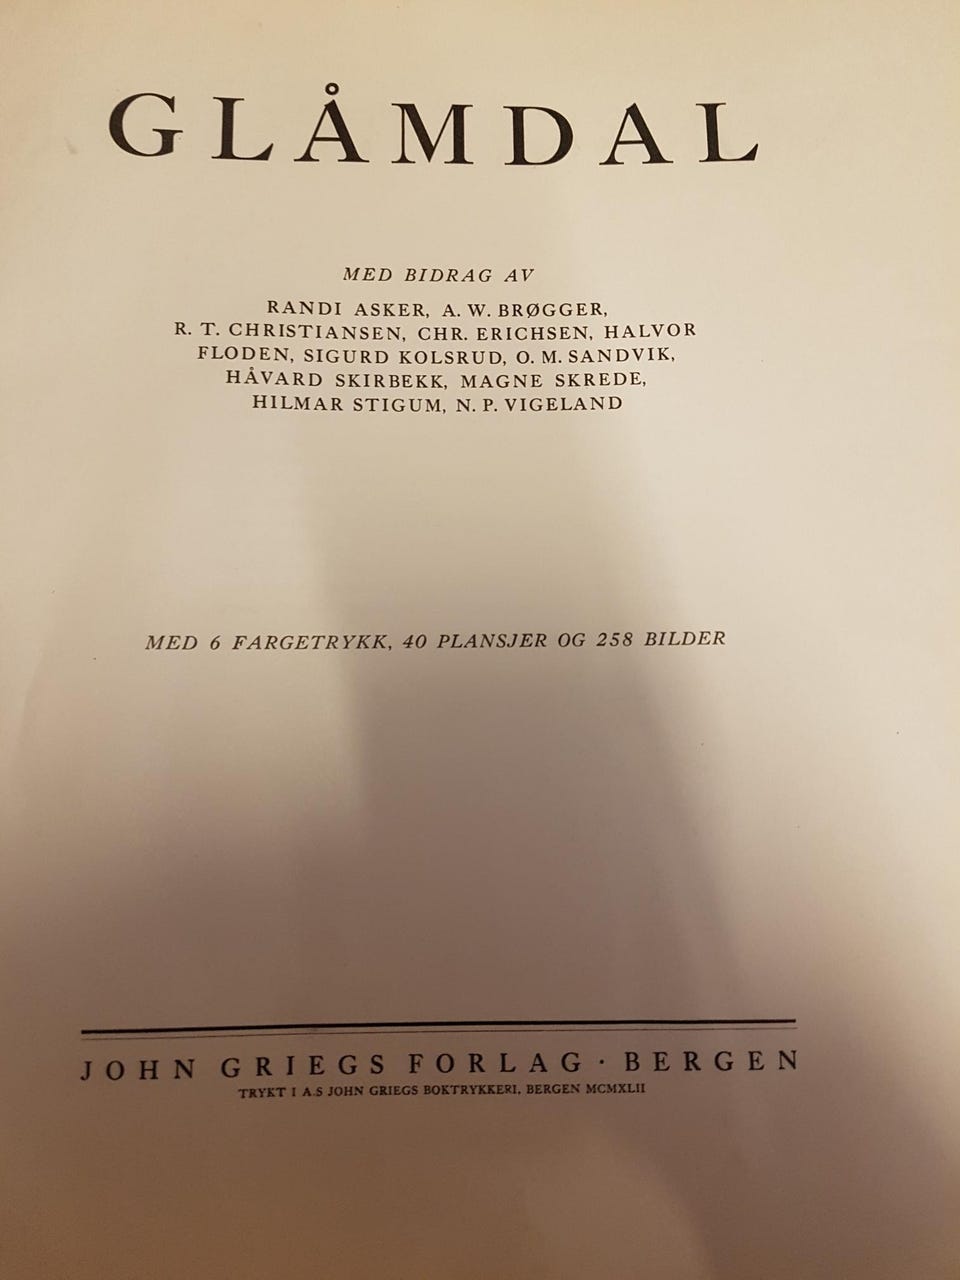 GLÅMDAL
MED BIDRAG AV
RANDI ASKER, A. W. BRØGGER,
R. T. CHRISTIANSEN, CHR. ERICHSEN, HALVOR
FLODEN, SIGURD KOLSRUD, O. M. SANDVIK,
HÅVARD SKIRBEKK, MAGNE SKREDE,
HILMAR STIGUM, N. P. VIGELAND
MED 6 FARGETRYKK, 40 PLANSJER OG 258 BILDER
JOHN GRIEGS FORLAG · BERGEN
TRYKT I A.S JOHN GRIEGS BOKTRYKKERI, BERGEN MCMXLII